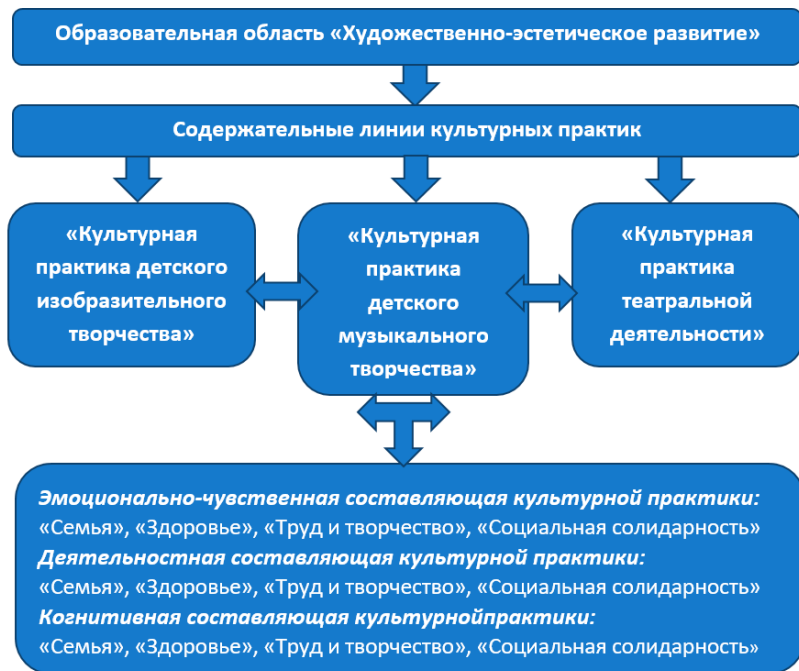 Образовательная область «Художественно-эстетическое развитие»
Содержательные линии культурных практик
«Культурная
практика детского
изобразительного
творчества»
«Культурная
практика
детского
музыкального
творчества»
«Культурная
практика
театральной
деятельности»
Эмоционально-чувственная составляющая культурной практики:
«Семья», «Здоровье», «Труд и творчество», «Социальная солидарность»
Деятельностная составляющая культурной практики:
«Семья», «Здоровье», «Труд и творчество», «Социальная солидарность»
Когнитивная составляющая культурнойпрактики:
«Семья», «Здоровье», «Труд и творчество», «Социальная солидарность»